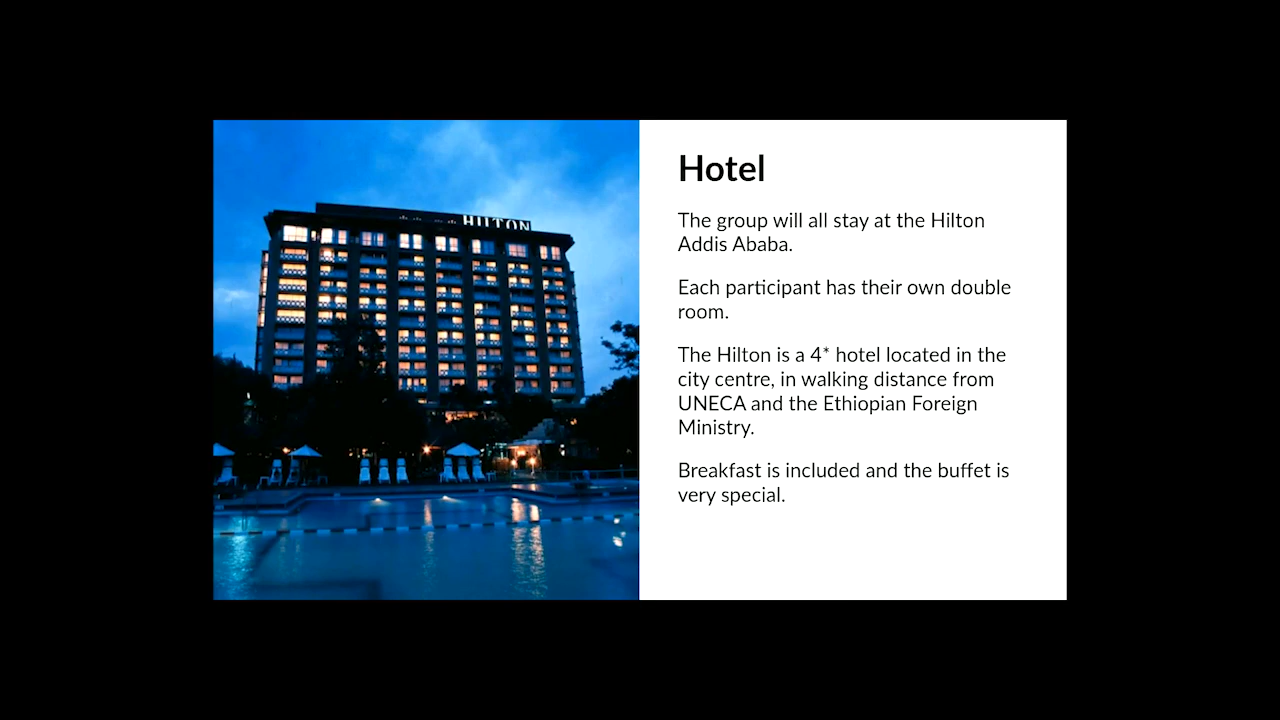 HILTON
Hotel
The group will all stay at the Hilton
Addis Ababa.
Each participant has their own double
room.
The Hilton is a 4* hotel located in the
city centre, in walking distance from
UNECA and the Ethiopian Foreign
Ministry.
Breakfast is included and the buffet is
very special.